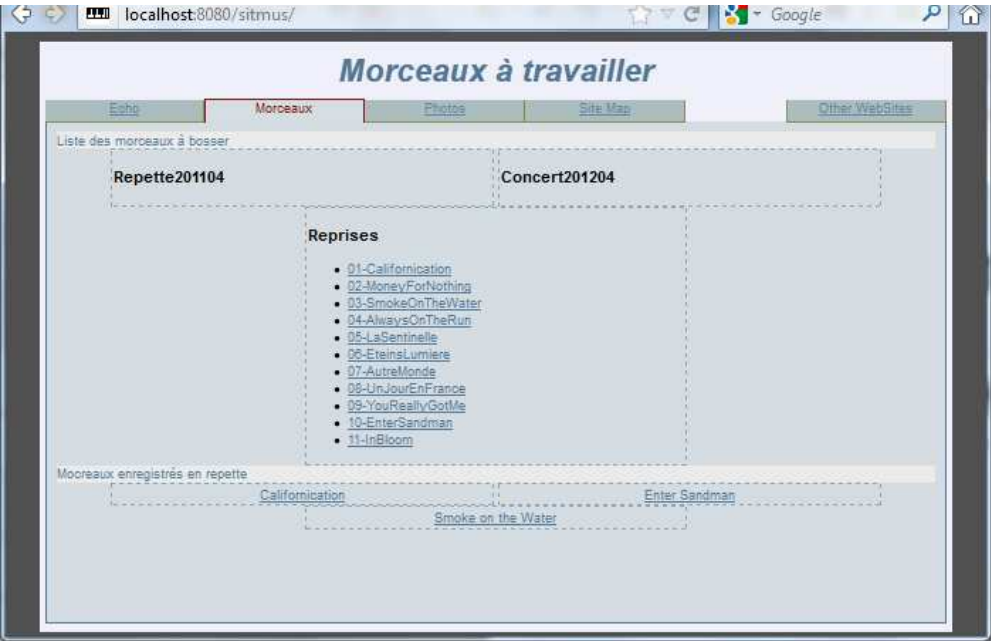 localhost:8080/sitmus/
Google
Morceaux à travailler
Echo Morceaux Photos Site Map Other WebSites
Liste des morceaux à bosser
Repette201104 Concert201204
Reprises
01-Californication
02-MoneyForNothing
03-SmokeOnTheWater
04-AlwaysOnTheRun
05-LaSentinelle
06-EteinsLumiere
07-AutreMonde
08-UnJourEnFrance
09-YouReallyGotMe
10-EnterSandman
11-InBloom
Mocreaux enregistrés en repette
Californication Enter Sandman
Smoke on the Water